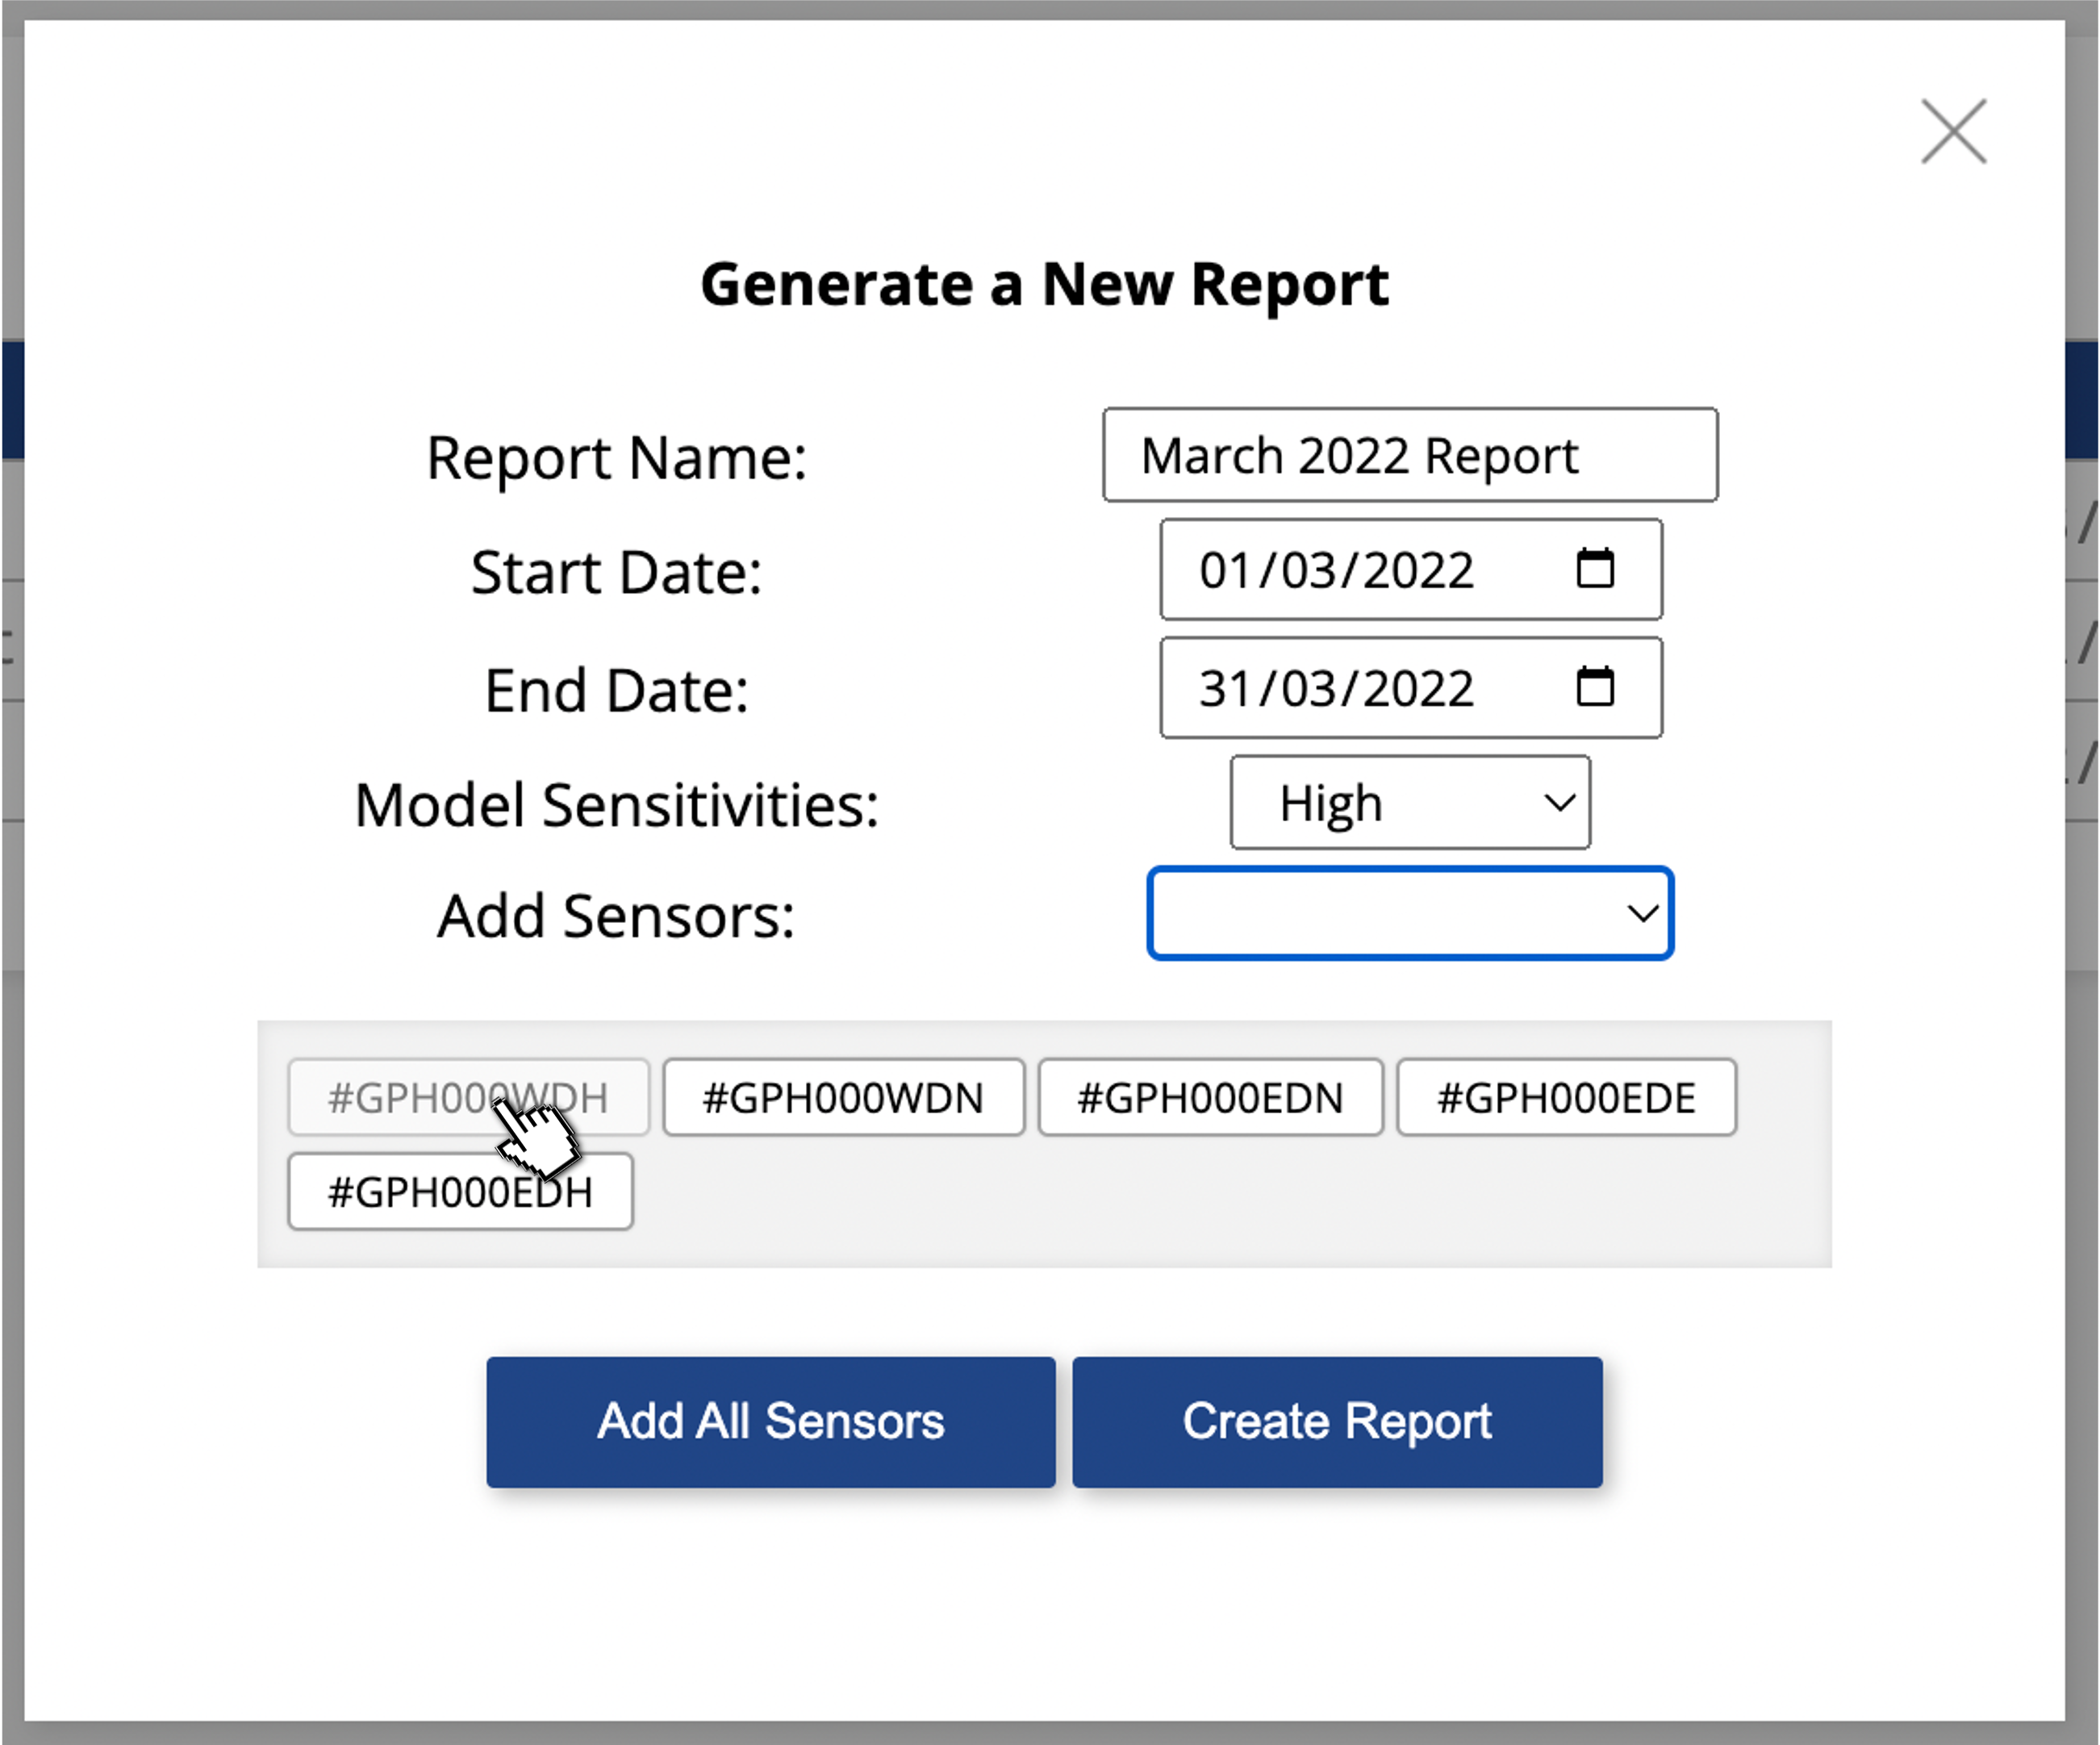 Generate a New Report
Report Name: March 2022 Report
Start Date: 01/03/2022
End Date: 31/03/2022
Model Sensitivities: High
Add Sensors:
#GPH000WDH #GPH000WDN #GPH000EDN #GPH000EDE
#GPH000EDH
Add All Sensors Create Report